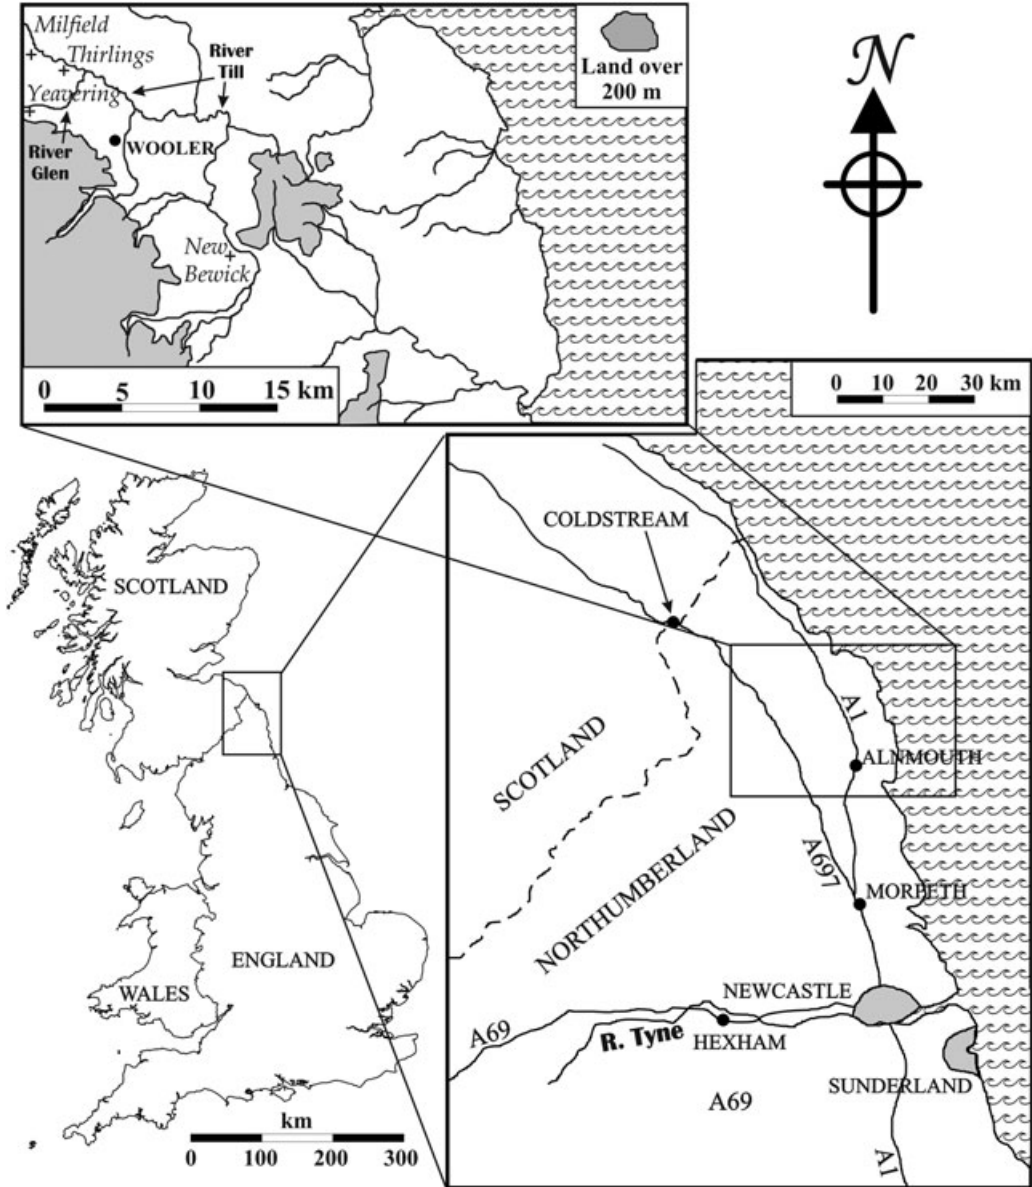 Milfield
Thirlings
Yeavering
River
Till
River
Glen
WOOLER
New
Bewick
Land over
200 m
0 5 10 15 km
N
0 10 20 30 km
COLDSTREAM
SCOTLAND
A1
ALNMOUTH
SCOTLAND
NORTHUMBERLAND
A697
MORPETH
ENGLAND
WALES
NEWCASTLE
A69
R. Tyne
HEXHAM
SUNDERLAND
A69
A1
km
0 100 200 300